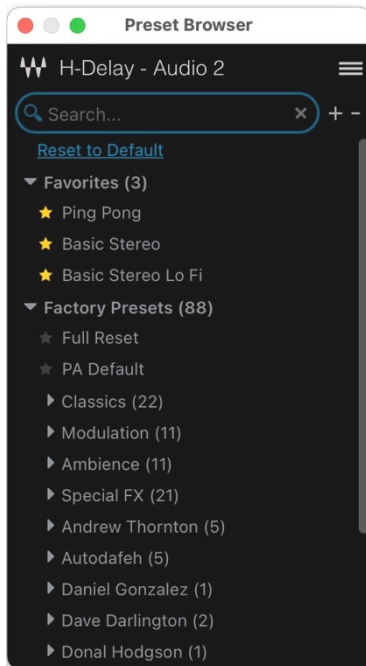 Preset Browser
H-Delay - Audio 2
Search...
Reset to Default
Favorites (3)
Ping Pong
Basic Stereo
Basic Stereo Lo Fi
Factory Presets (88)
Full Reset
PA Default
Classics (22)
Modulation (11)
Ambience (11)
Special FX (21)
Andrew Thornton (5)
Autodafeh (5)
Daniel Gonzalez (1)
Dave Darlington (2)
Donal Hodgson (1)